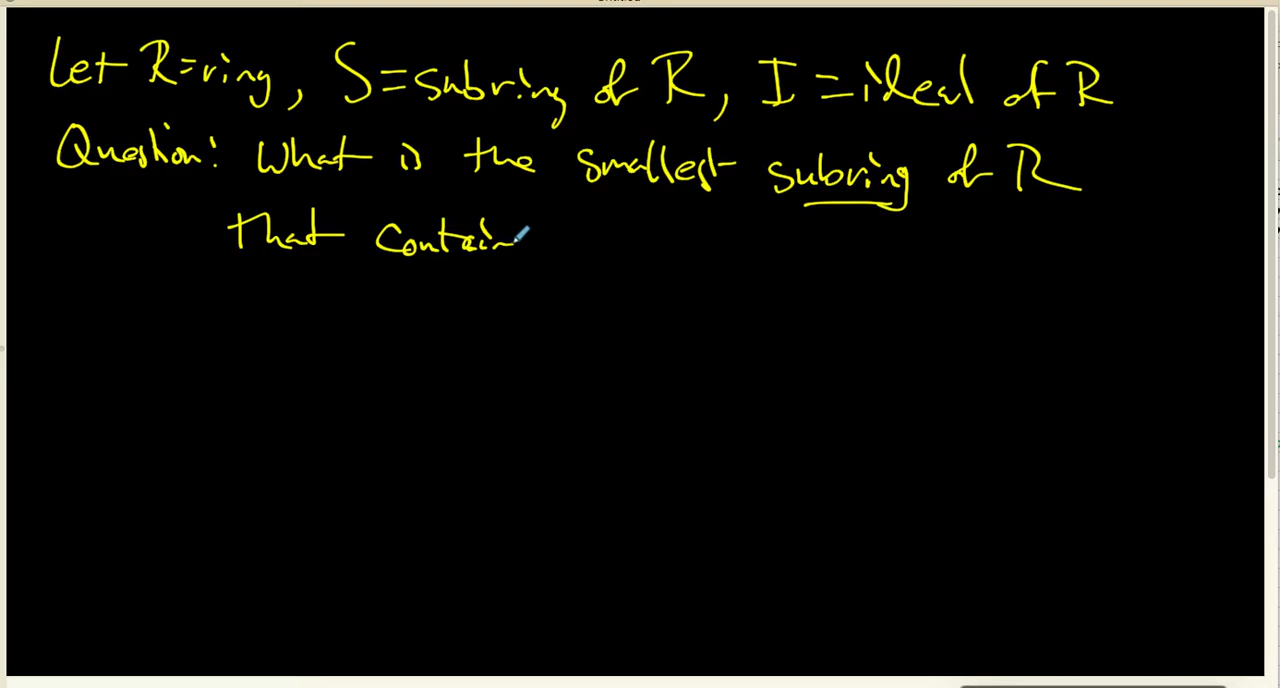 Let R=ring, S=subring of R, I=ideal of R
Question: What is the smallest subring of R
that contain